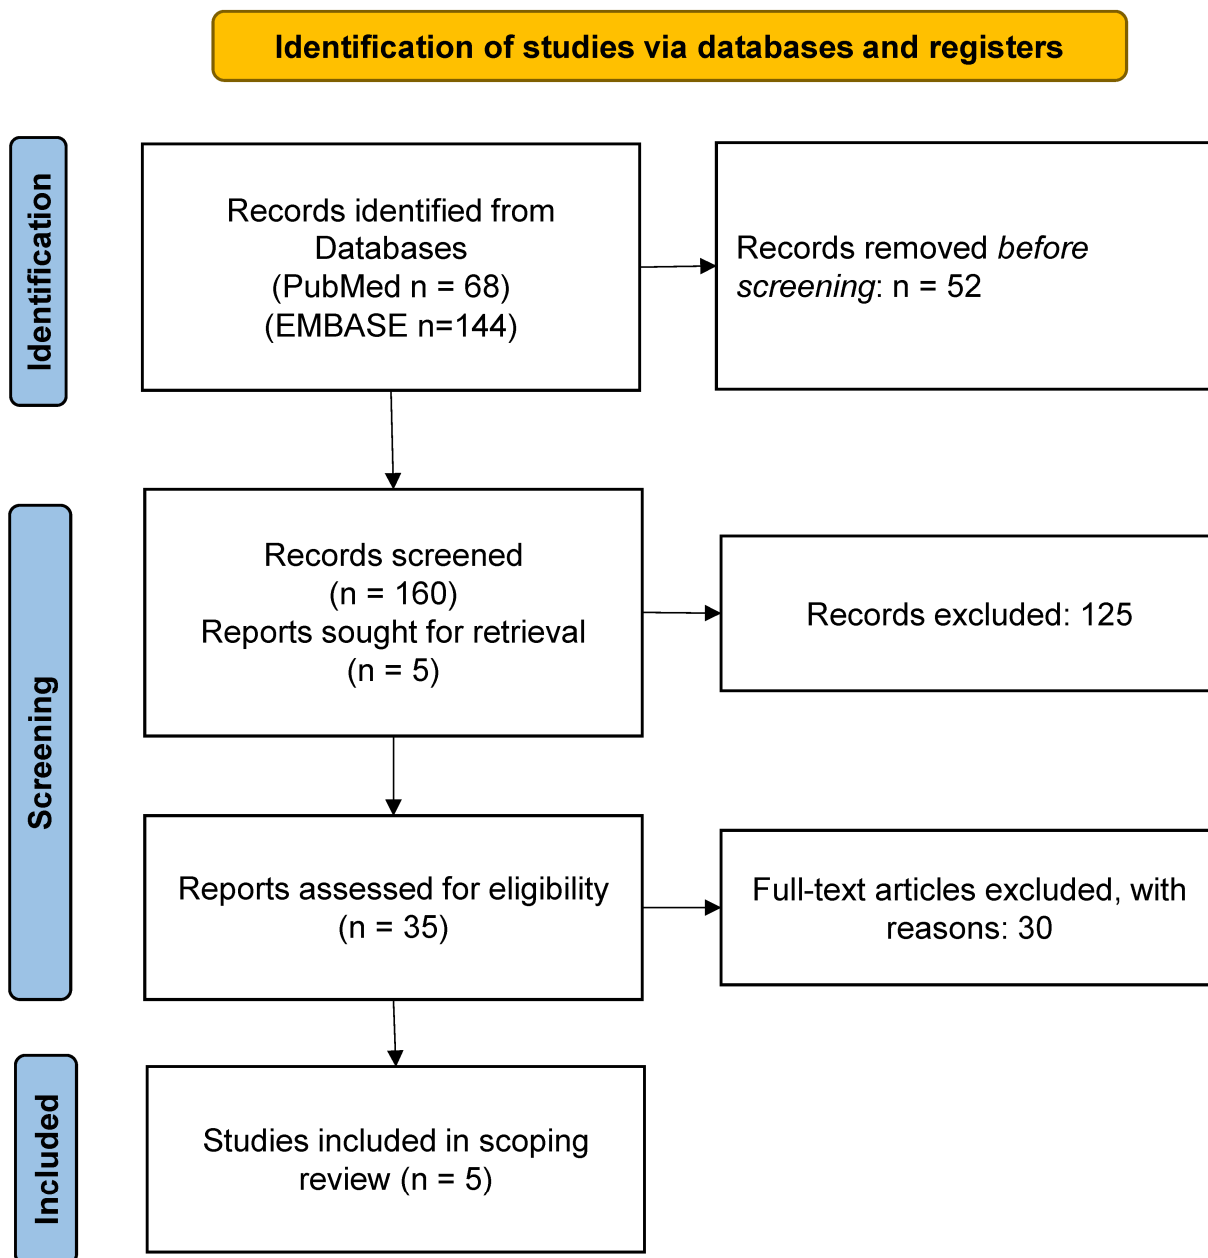 Identification of studies via databases and registers
Identification
Records identified from
Databases
(PubMed n = 68)
(EMBASE n=144)
Records removed before
screening: n = 52
Screening
Records screened
(n = 160)
Reports sought for retrieval
(n = 5)
Records excluded: 125
Reports assessed for eligibility
(n = 35)
Full-text articles excluded, with
reasons: 30
Included
Studies included in scoping
review (n = 5)